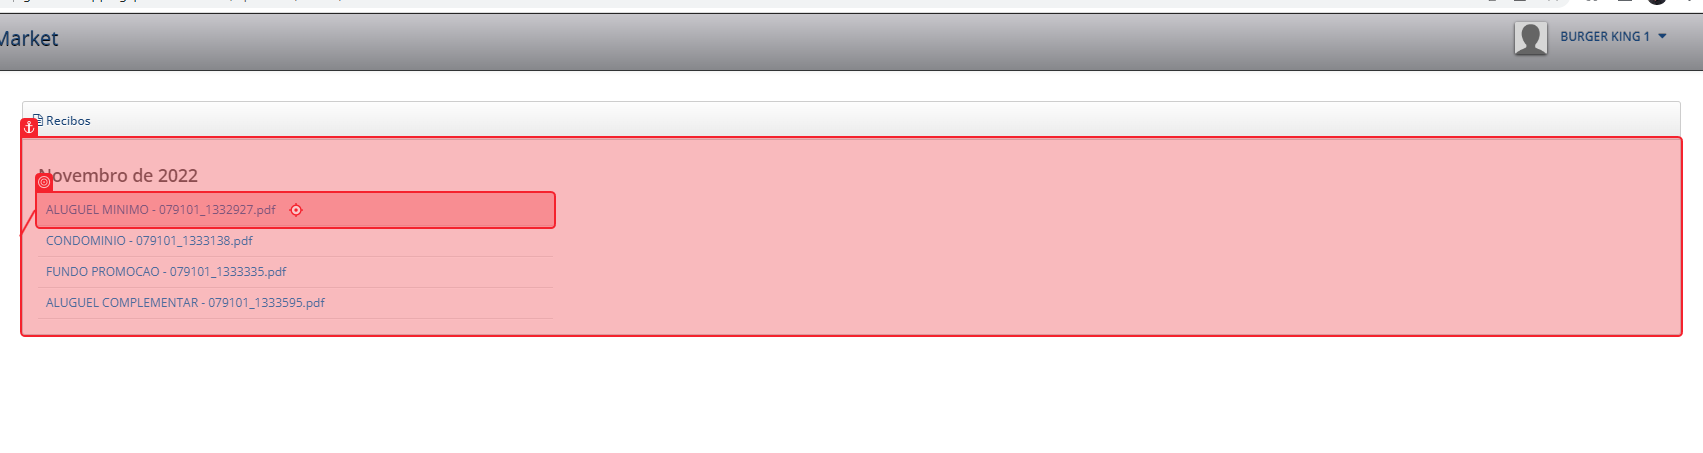 Market
BURGER KING 1
Recibos
Novembro de 2022
ALUGUEL MINIMO - 079101_1332927.pdf
CONDOMINIO - 079101_1333138.pdf
FUNDO PROMOCAO - 079101_1333335.pdf
ALUGUEL COMPLEMENTAR - 079101_1333595.pdf